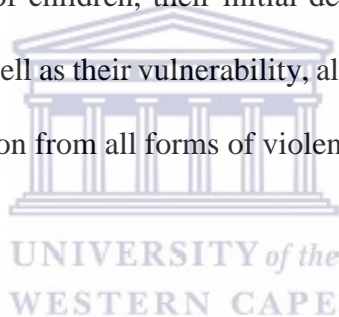 of children, their initial de
ell as their vulnerability, al
on from all forms of violen
UNIVERSITY of the
WESTERN CAPE